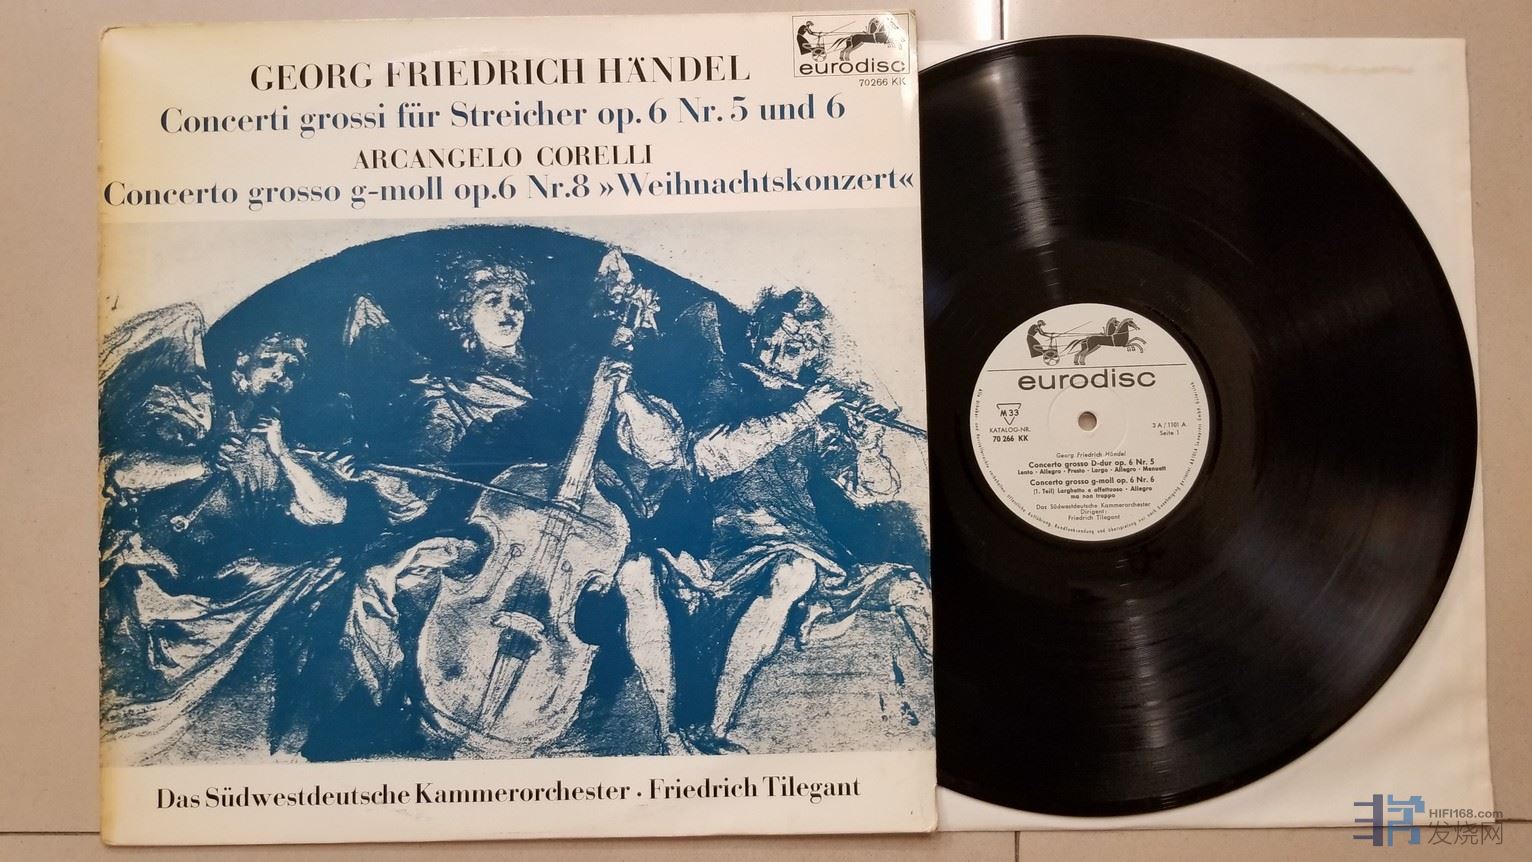 GEORG FRIEDRICH HÄNDEL
Concerti grossi für Streicher op. 6 Nr. 5 und 6
ARCANGELO CORELLI
Concerto grosso g-moll op.6 Nr.8 »Weihnachtskonzert«
eurodisc
70266 KK
Das Südwestdeutsche Kammerorchester · Friedrich Tilegant
eurodisc
M 33
KATALOG-NR.
70 266 KK
3 A / 1101 A
Seite 1
Georg Friedrich Händel
Concerto grosso D-dur op. 6 Nr. 5
Lento · Allegro · Presto · Largo · Allegro · Menuett
Concerto grosso g-moll op. 6 Nr. 6
(1. Teil) Larghetto e affettuoso · Allegro
ma non troppo
Das Südwestdeutsche Kammerorchester
Dirigent:
Friedrich Tilegant
HIFI168.com
发烧网